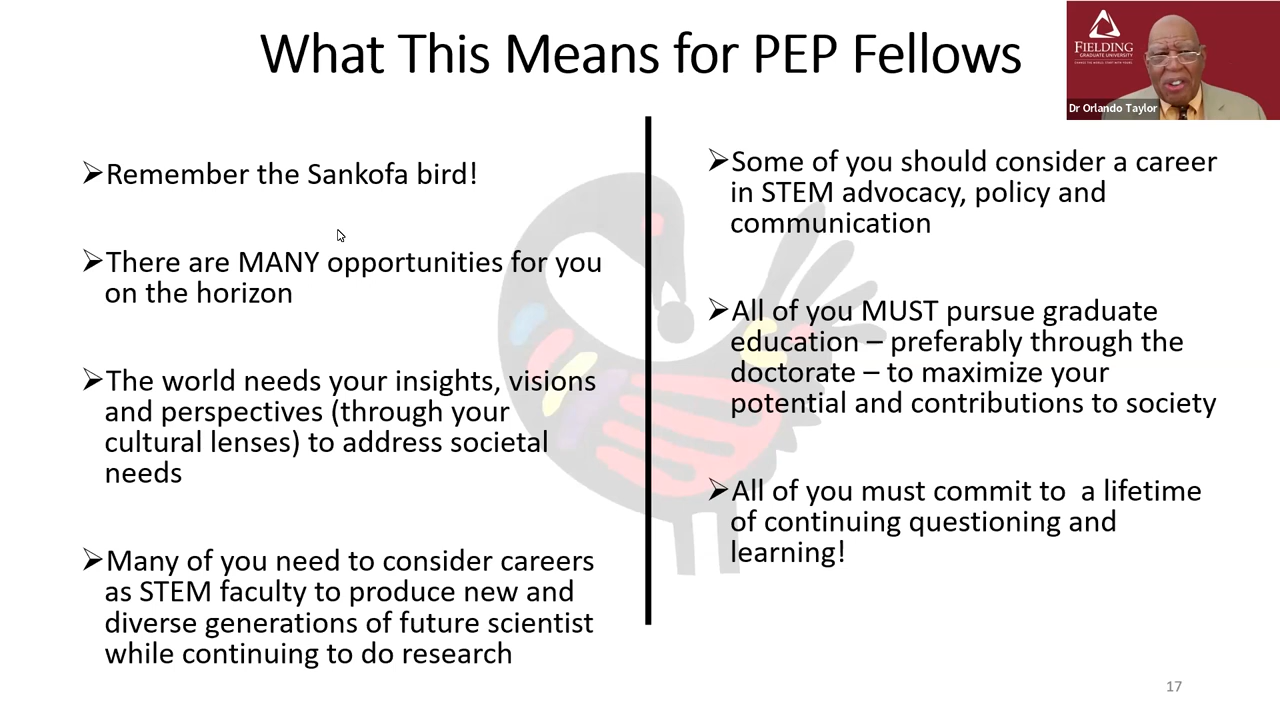 What This Means for PEP Fellows
FIELDING
GRADUATE UNIVERSITY
Dr Orlando Taylor
➢Remember the Sankofa bird!
➢There are MANY opportunities for you
on the horizon
➢The world needs your insights, visions
and perspectives (through your
cultural lenses) to address societal
needs
➢Many of you need to consider careers
as STEM faculty to produce new and
diverse generations of future scientist
while continuing to do research
➢Some of you should consider a career
in STEM advocacy, policy and
communication
➢All of you MUST pursue graduate
education – preferably through the
doctorate – to maximize your
potential and contributions to society
➢All of you must commit to  a lifetime
of continuing questioning and
learning!
17